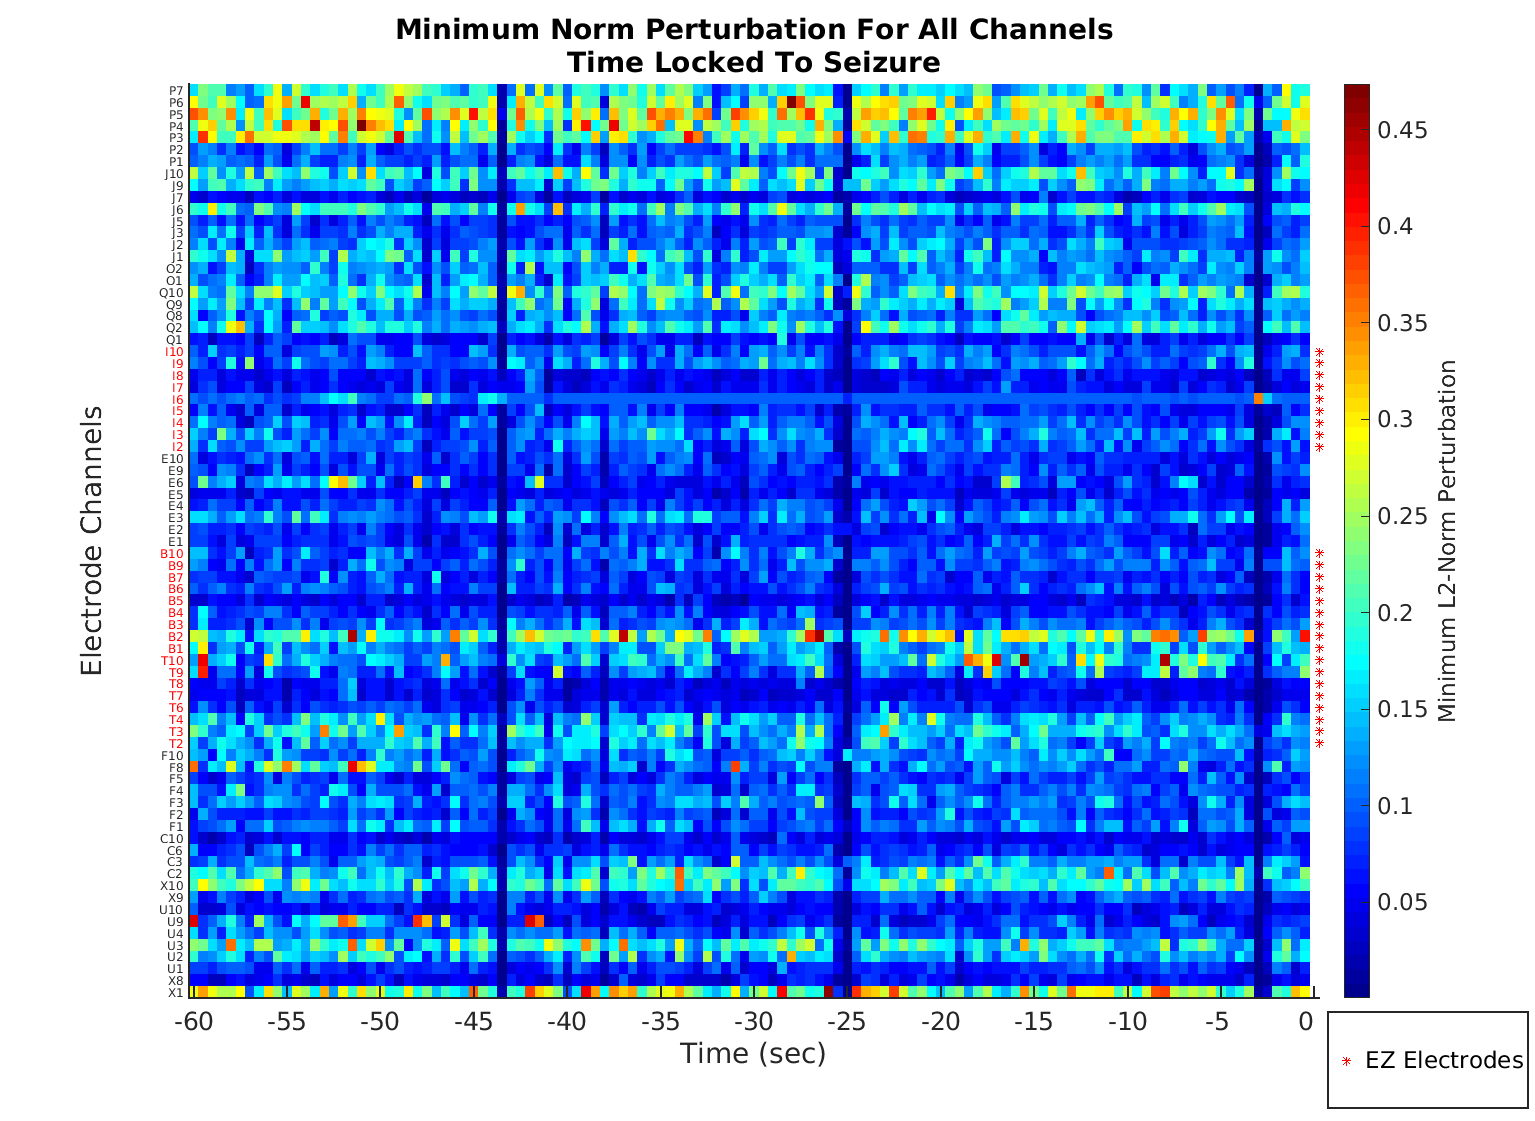 Minimum Norm Perturbation For All Channels
Time Locked To Seizure
Electrode Channels
P7
P6
P5
P4
P3
P2
P1
J10
J9
J7
J6
J5
J3
J2
J1
O2
O1
Q10
Q9
Q8
Q2
Q1
I10
I9
I8
I7
I6
I5
I4
I3
I2
E10
E9
E6
E5
E4
E3
E2
E1
B10
B9
B7
B6
B5
B4
B3
B2
B1
T10
T9
T8
T7
T6
T4
T3
T2
F10
F8
F5
F4
F3
F2
F1
C10
C6
C3
C2
X10
X9
U10
U9
U4
U3
U2
U1
X8
X1
-60 -55 -50 -45 -40 -35 -30 -25 -20 -15 -10 -5 0
Time (sec)
0.45
0.4
0.35
0.3
0.25
0.2
0.15
0.1
0.05
Minimum L2-Norm Perturbation
EZ Electrodes